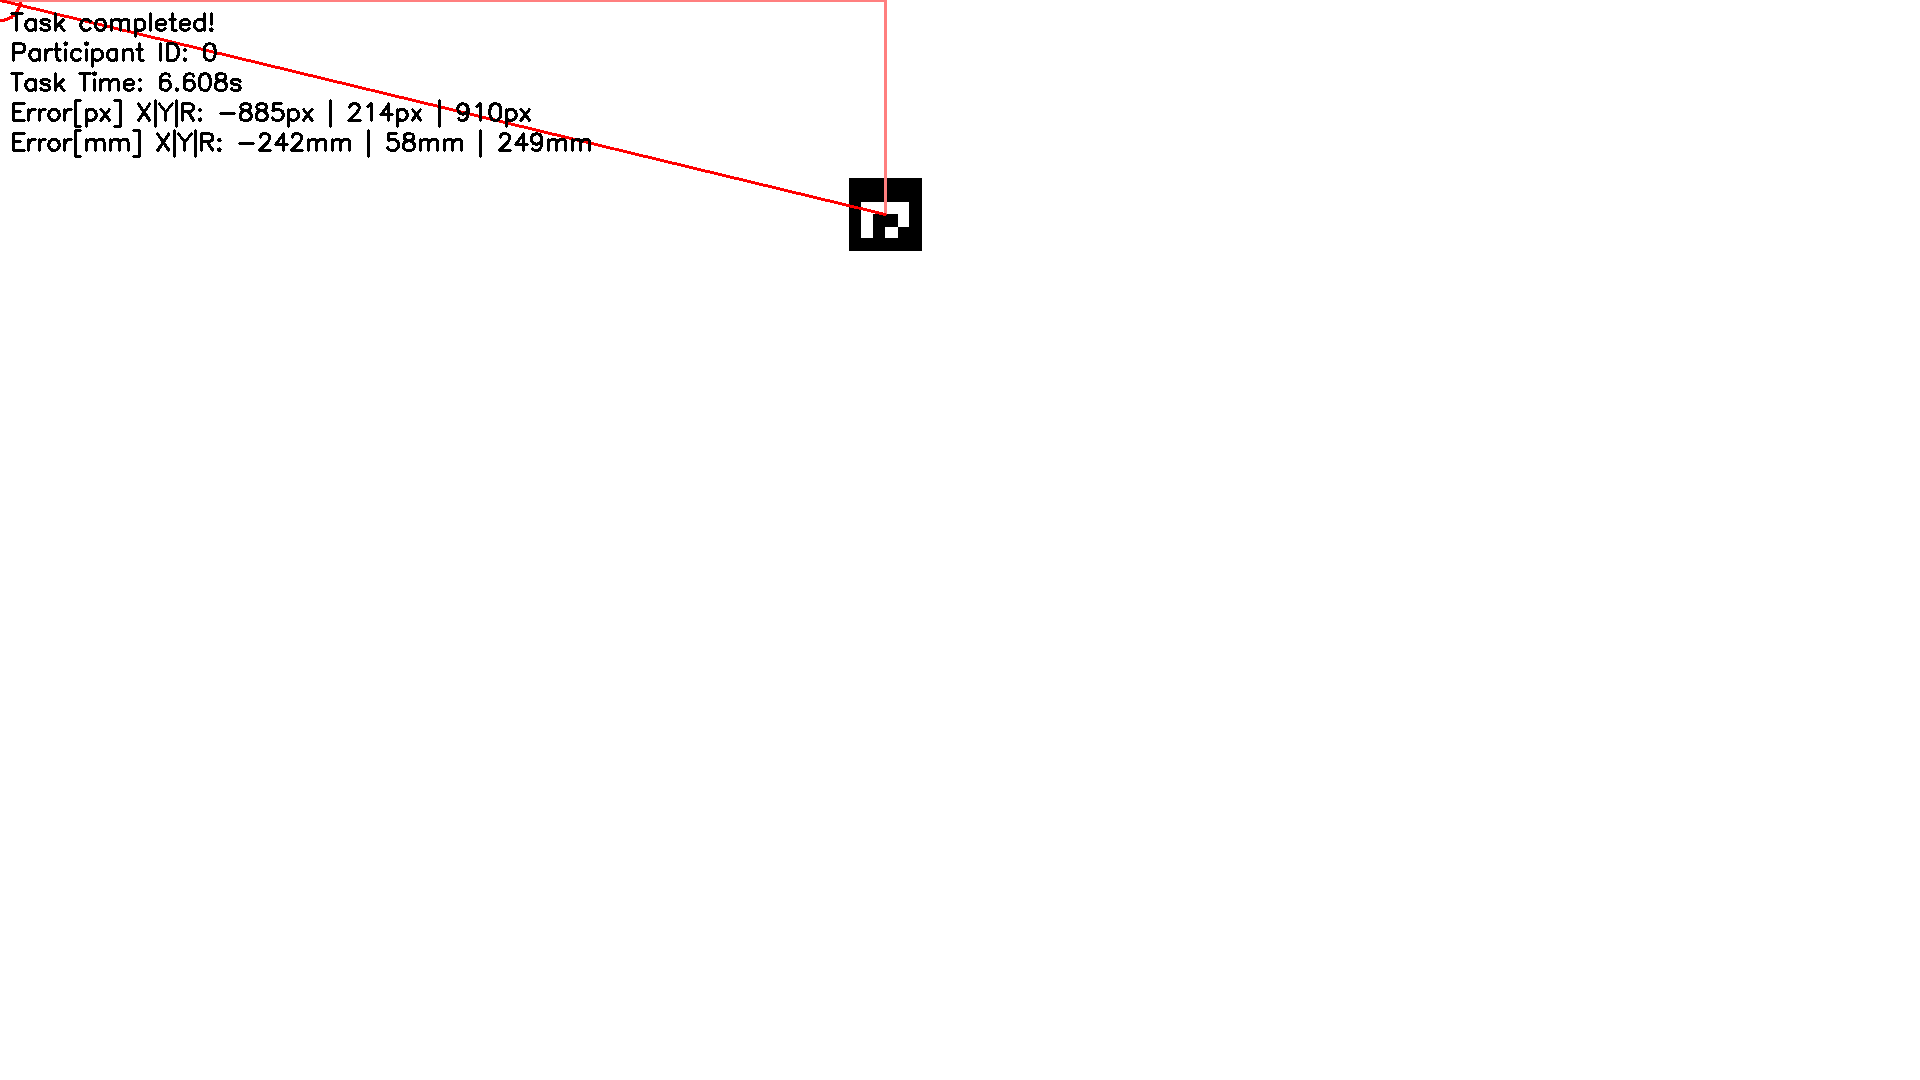 Task completed!
Participant ID: 0
Task Time: 6.608s
Error[px] X|Y|R: -885px | 214px | 910px
Error[mm] X|Y|R: -242mm | 58mm | 249mm